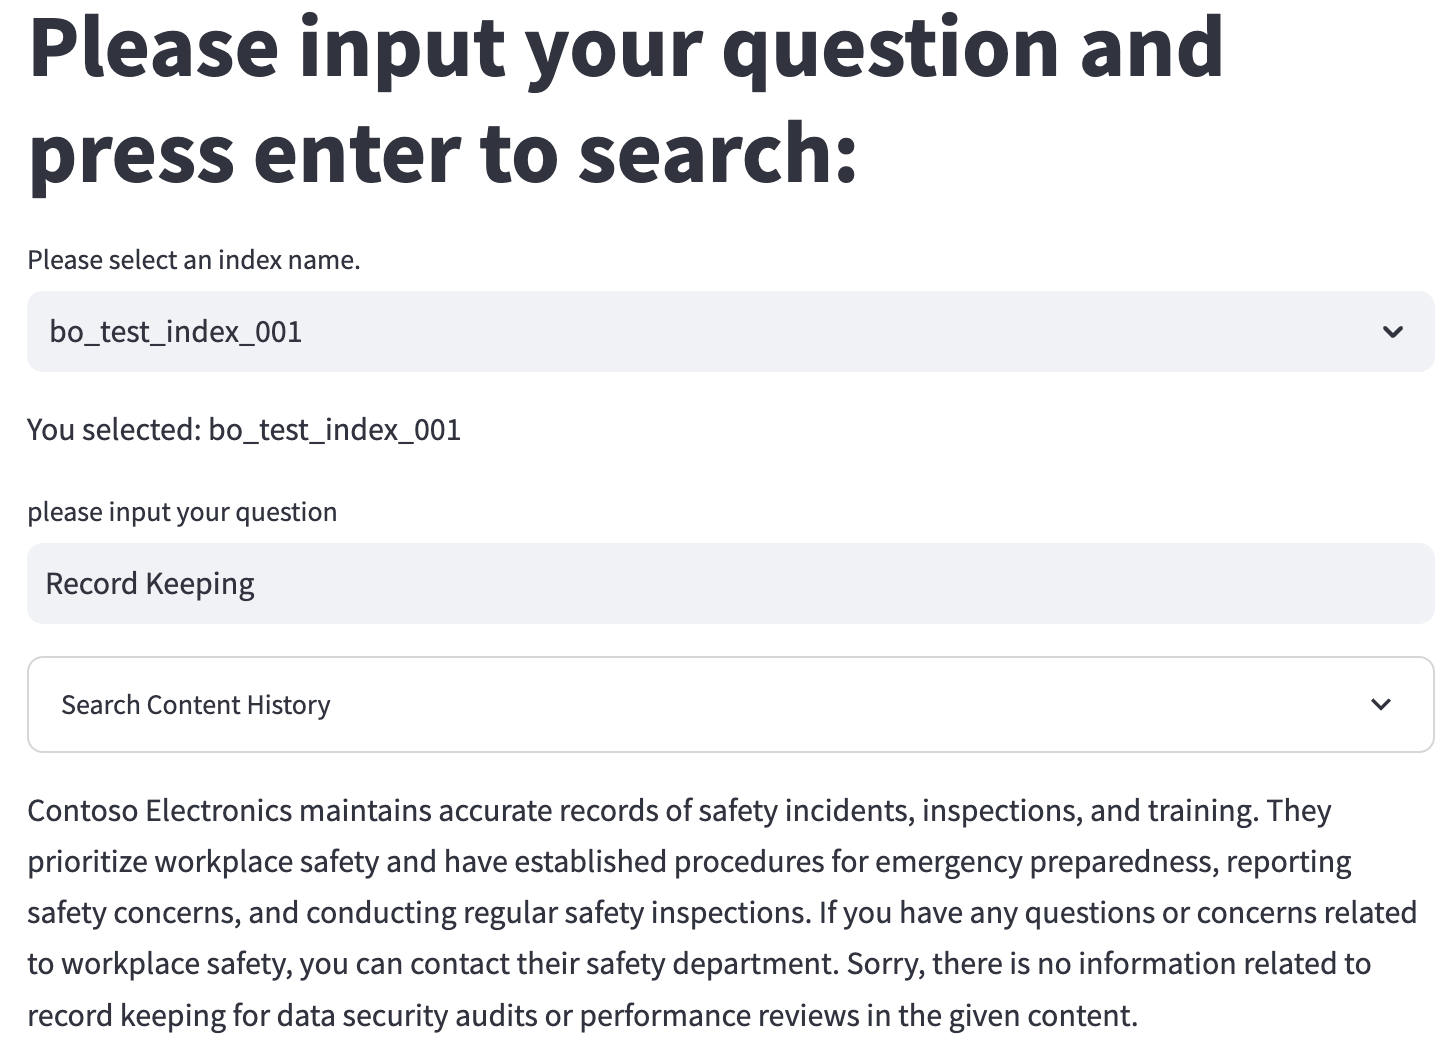 Please input your question and
press enter to search:
Please select an index name.
bo_test_index_001
You selected: bo_test_index_001
please input your question
Record Keeping
Search Content History
Contoso Electronics maintains accurate records of safety incidents, inspections, and training. They
prioritize workplace safety and have established procedures for emergency preparedness, reporting
safety concerns, and conducting regular safety inspections. If you have any questions or concerns related
to workplace safety, you can contact their safety department. Sorry, there is no information related to
record keeping for data security audits or performance reviews in the given content.